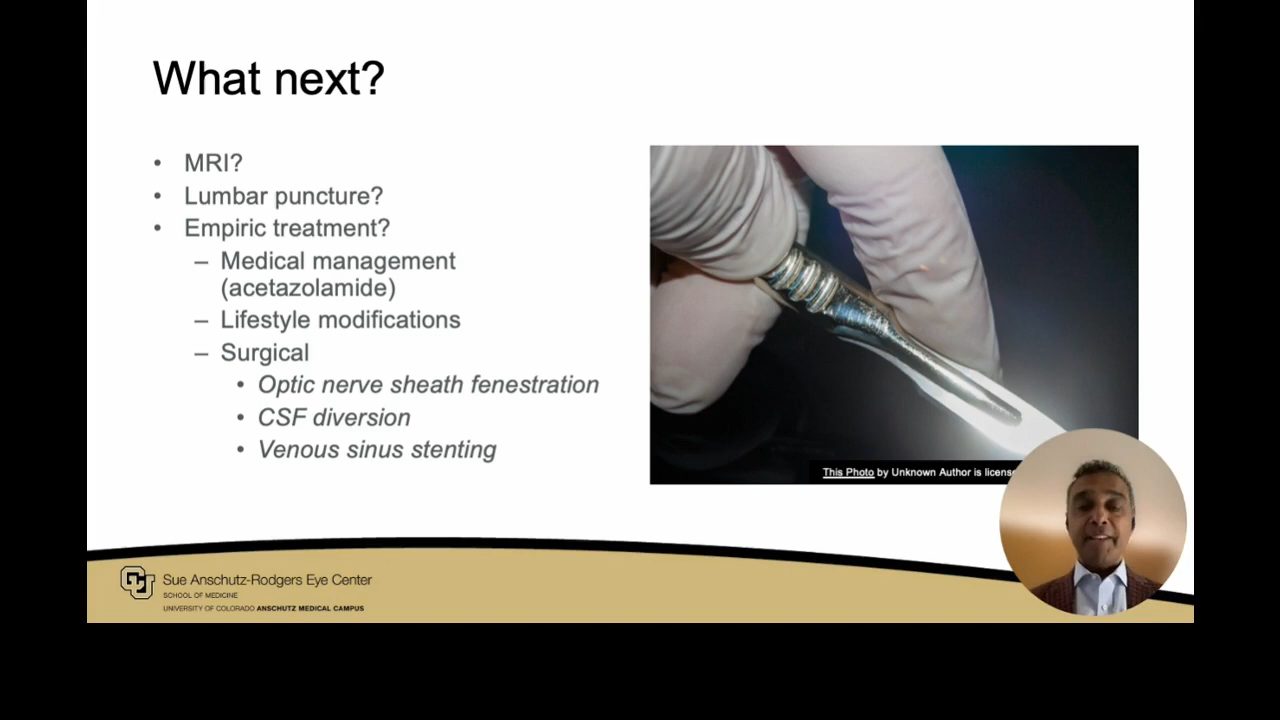 What next?
• MRI?
• Lumbar puncture?
• Empiric treatment?
– Medical management
(acetazolamide)
– Lifestyle modifications
– Surgical
• Optic nerve sheath fenestration
• CSF diversion
• Venous sinus stenting
This Photo by Unknown Author is
CU
Sue Anschutz-Rodgers Eye Center
SCHOOL OF MEDICINE
UNIVERSITY OF COLORADO ANSCHUTZ MEDICAL CAMPUS